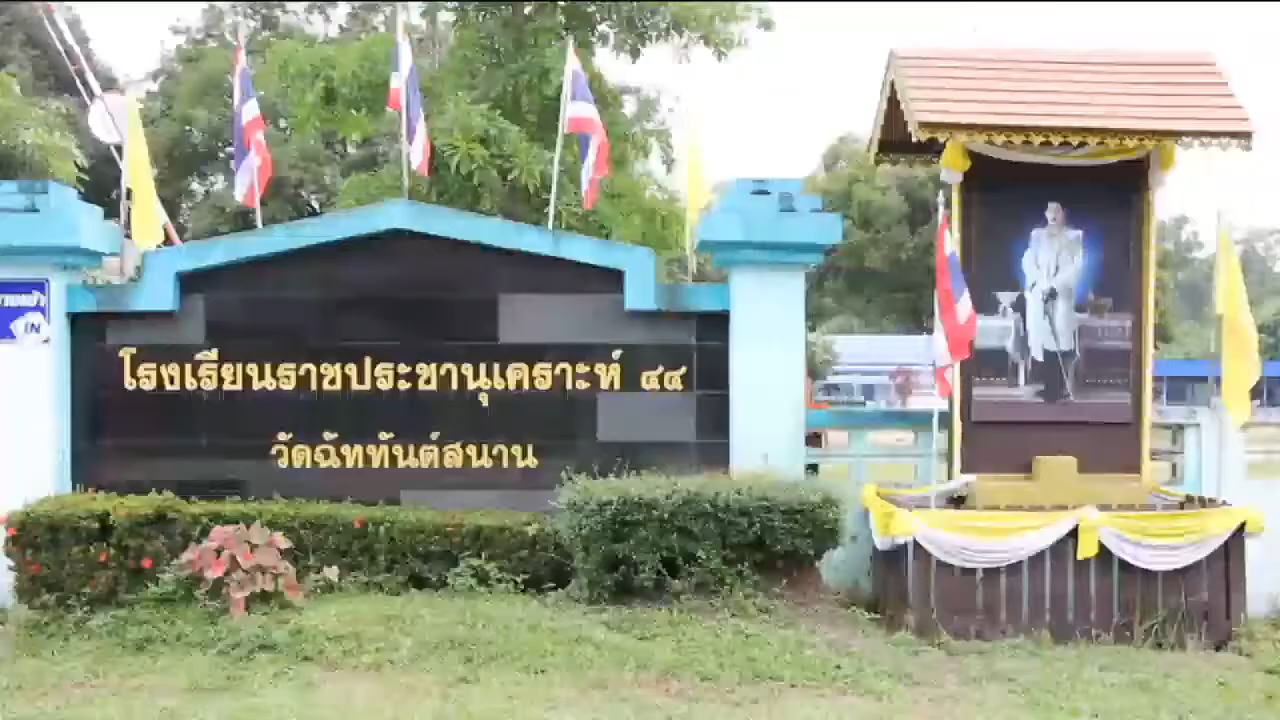 โรงเรียนราชประชานุเคราะห์ ๔๔
วัดฉัททันต์สนาน
IN